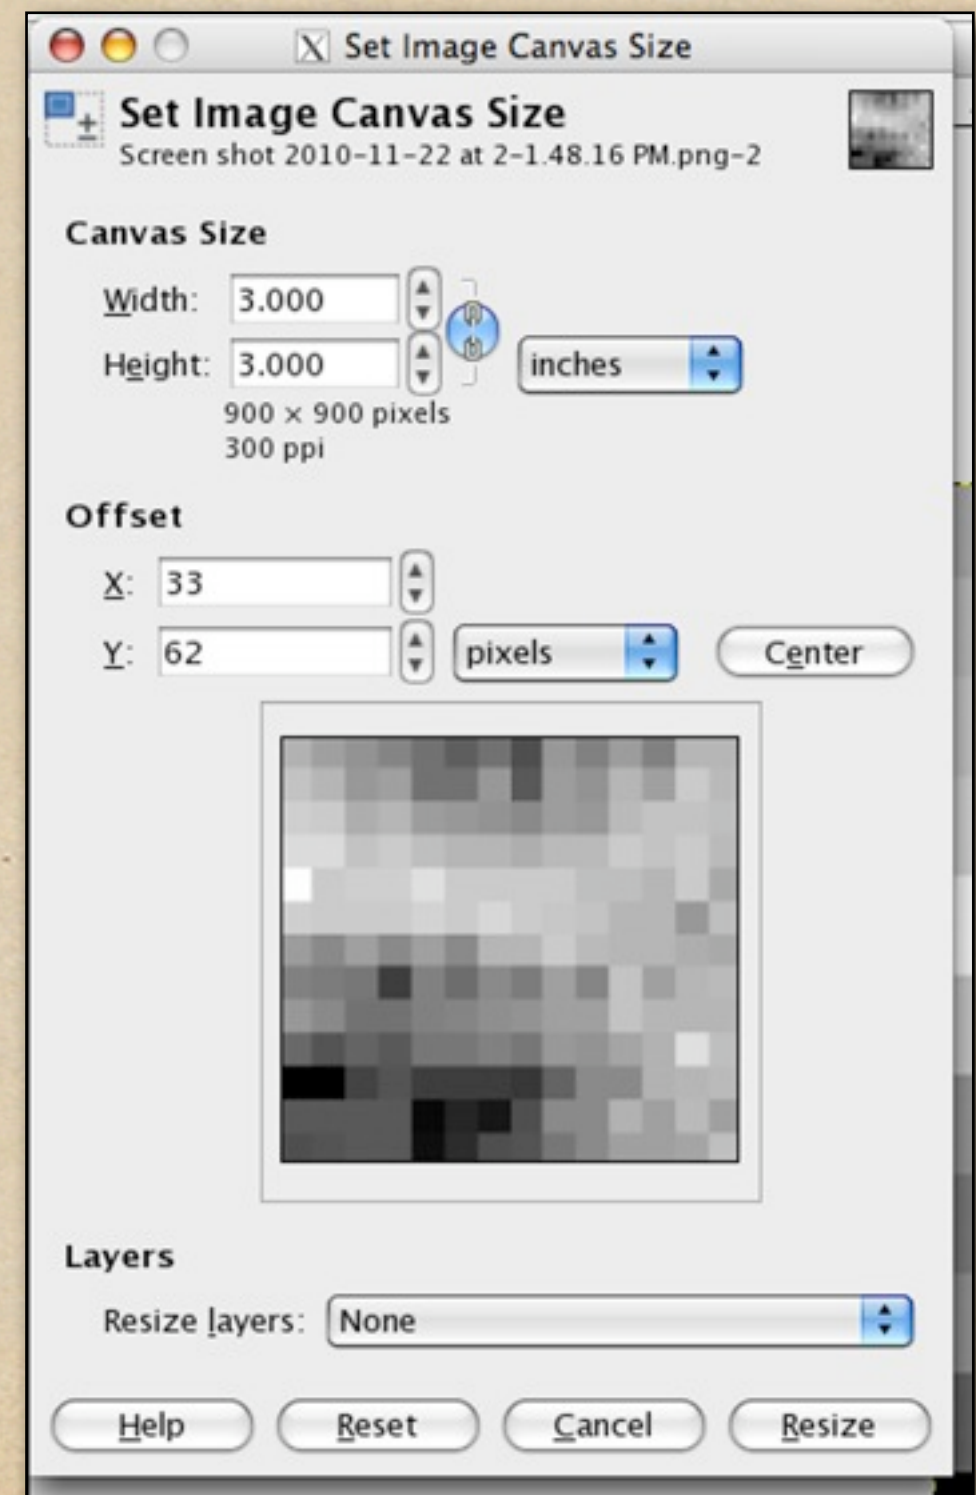 X Set Image Canvas Size
Set Image Canvas Size
Screen shot 2010-11-22 at 2-1.48.16 PM.png-2
Canvas Size
Width: 3.000
Height: 3.000 inches
900 × 900 pixels
300 ppi
Offset
X: 33
Y: 62 pixels Center
Layers
Resize layers: None
Help Reset Cancel Resize